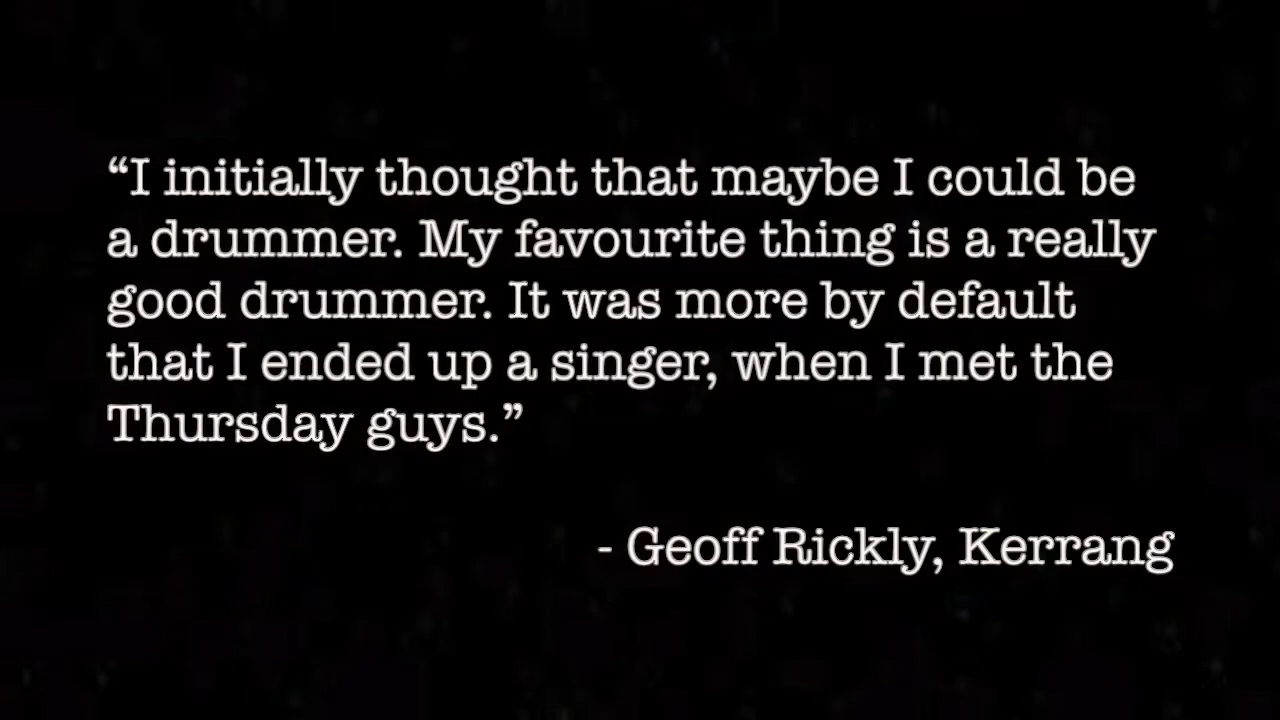 “I initially thought that maybe I could be
a drummer. My favourite thing is a really
good drummer. It was more by default
that I ended up a singer, when I met the
Thursday guys.”
- Geoff Rickly, Kerrang